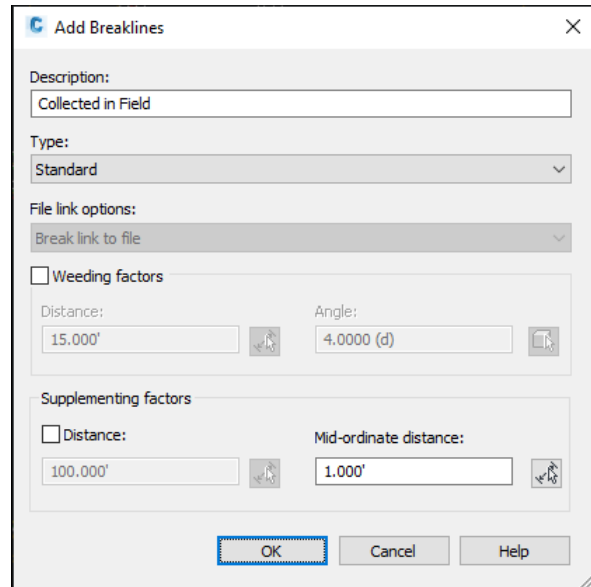 Add Breaklines
Description:
Collected in Field
Type:
Standard
File link options:
Break link to file
Weeding factors
Distance:
Angle:
15.000'
4.0000 (d)
Supplementing factors
Distance:
Mid-ordinate distance:
100.000'
1.000'
OK
Cancel
Help